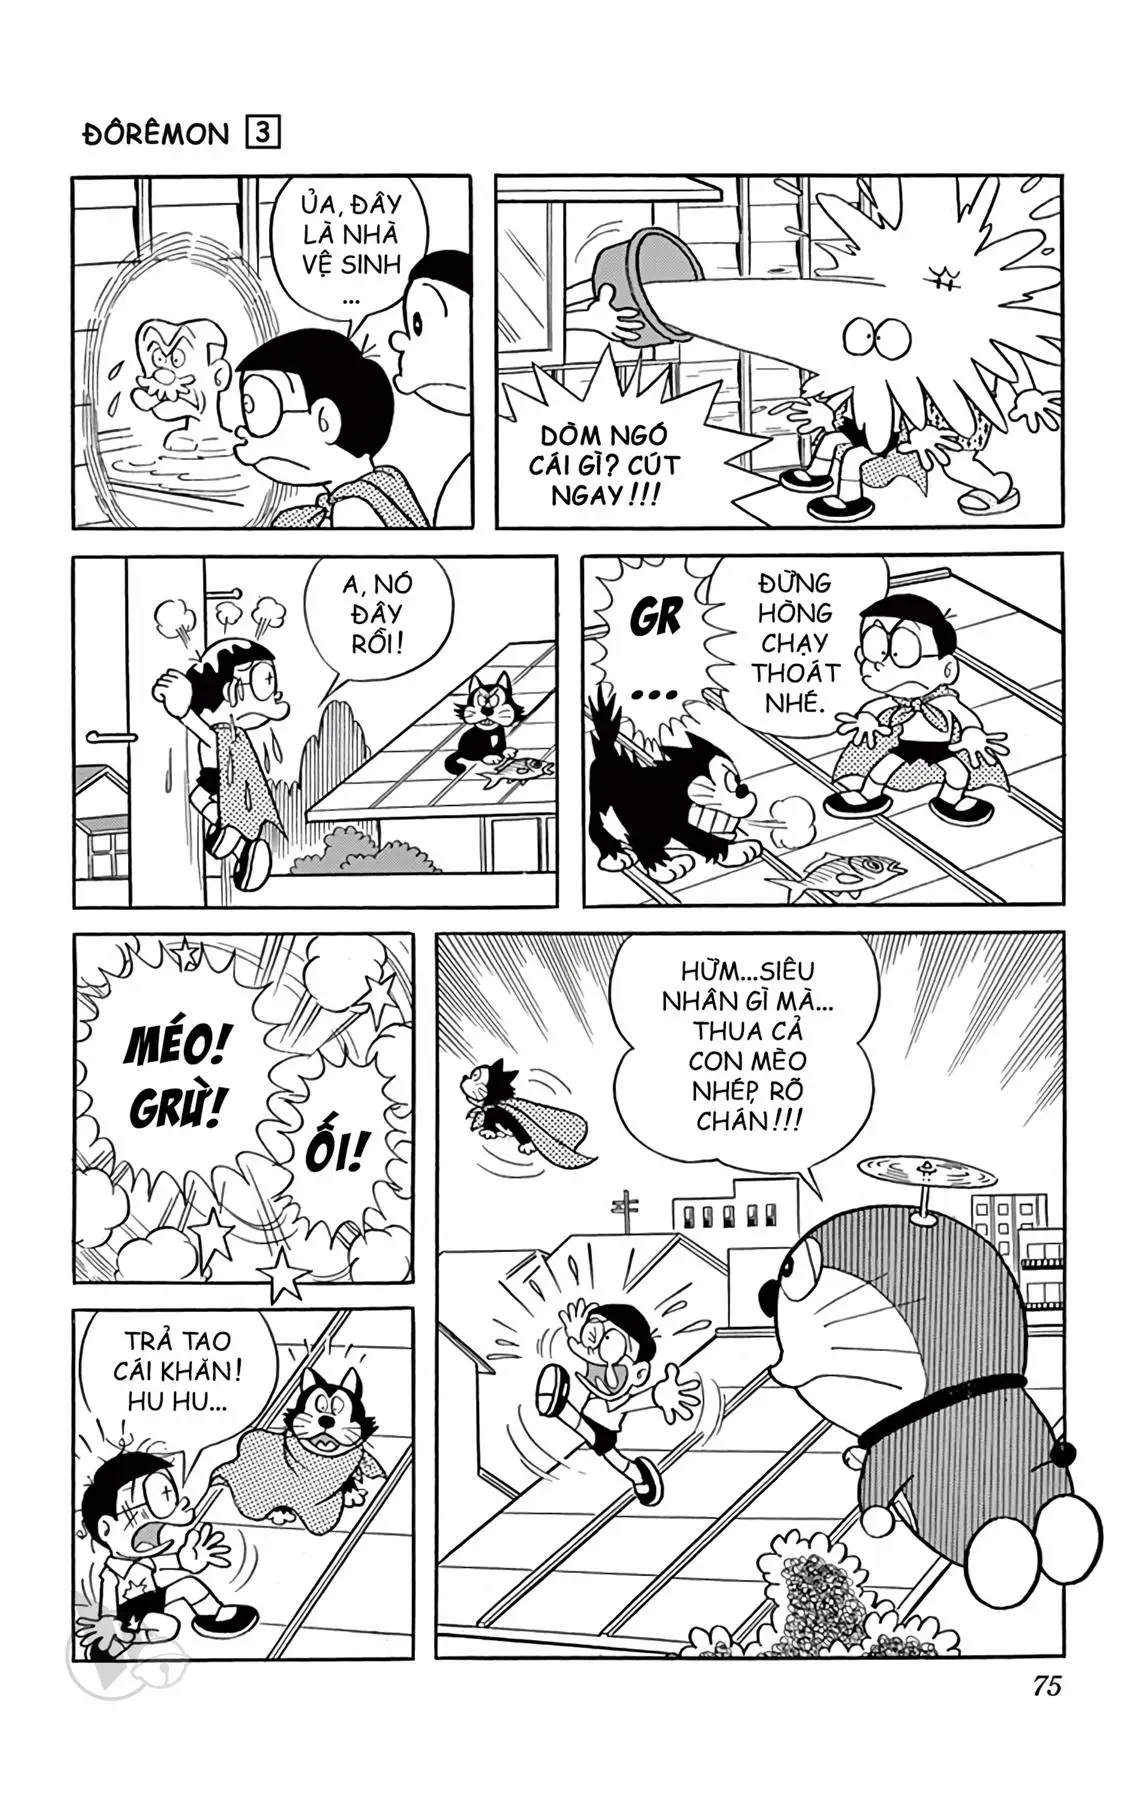 ĐÔRÊMON 3
ỦA, ĐÂY
LÀ NHÀ
VỆ SINH
...
DÒM NGÓ
CÁI GÌ? CÚT
NGAY!!!
A, NÓ
ĐÂY
RỒI!
GR
...
ĐỪNG
HÒNG
CHẠY
THOÁT
NHÉ.
MÉO!
GRỪ!
ỐI!
HỪM...SIÊU
NHÂN GÌ MÀ...
THUA CẢ
CON MÈO
NHÉP, RÕ
CHÁN!!!
TRẢ TAO
CÁI KHĂN!
HU HU...
75